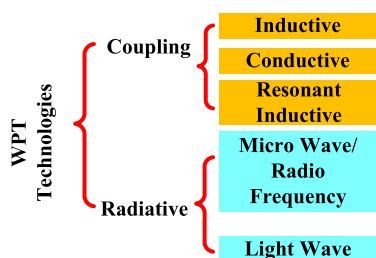 WPT
Technologies
Coupling
Inductive
Conductive
Resonant
Inductive
Radiative
Micro Wave/
Radio
Frequency
Light Wave